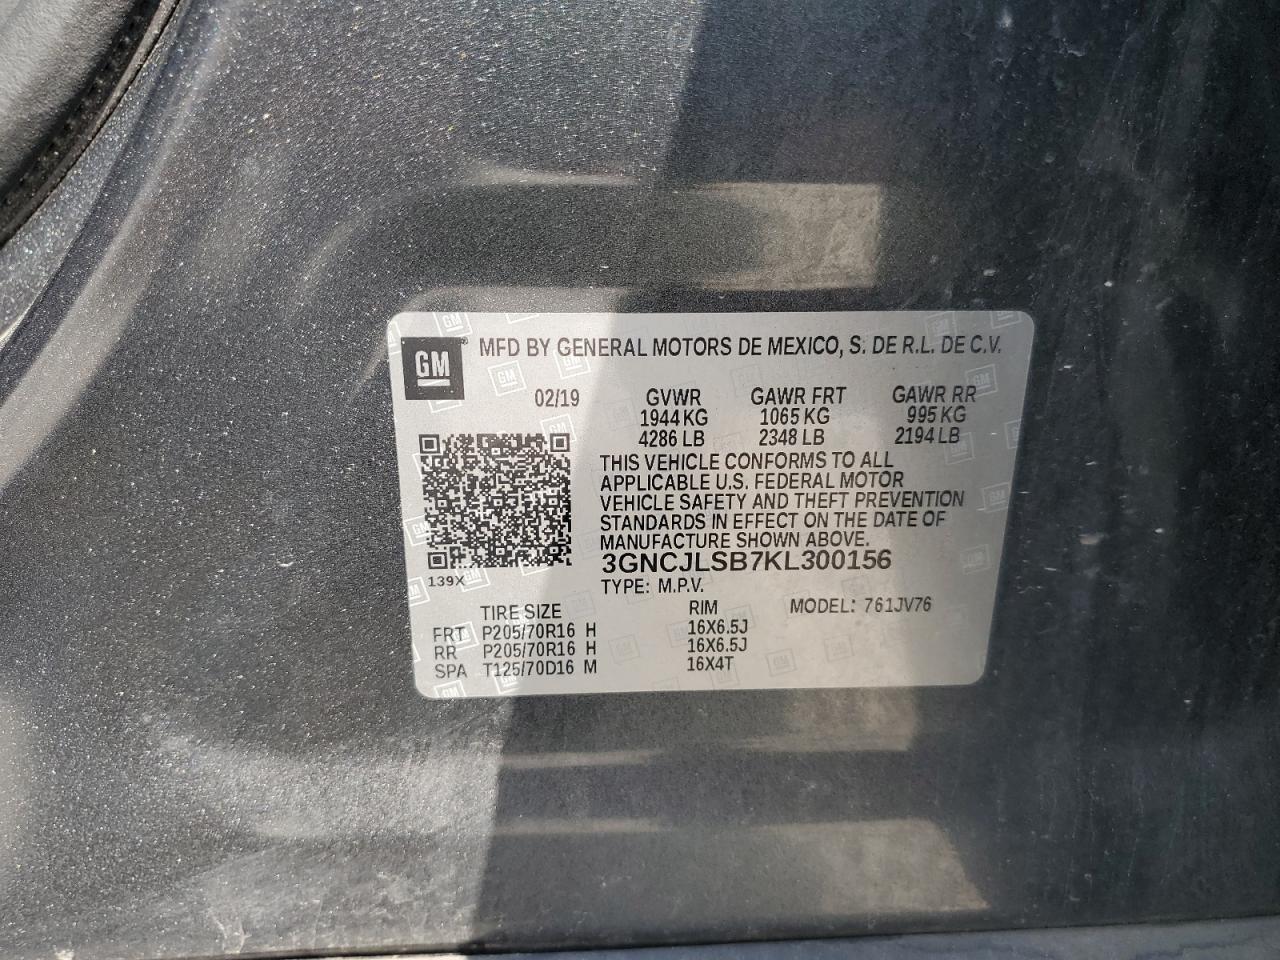 GM MFD BY GENERAL MOTORS DE MEXICO, S. DE R.L. DE C.V.
02/19 GVWR GAWR FRT GAWR RR
1944 KG 1065 KG 995 KG
4286 LB 2348 LB 2194 LB
THIS VEHICLE CONFORMS TO ALL
APPLICABLE U.S. FEDERAL MOTOR
VEHICLE SAFETY AND THEFT PREVENTION
STANDARDS IN EFFECT ON THE DATE OF
MANUFACTURE SHOWN ABOVE.
3GNCJLSB7KL300156
139X TYPE: M.P.V.
TIRE SIZE RIM MODEL: 761JV76
FRT P205/70R16 H 16X6.5J
RR P205/70R16 H 16X6.5J
SPA T125/70D16 M 16X4T